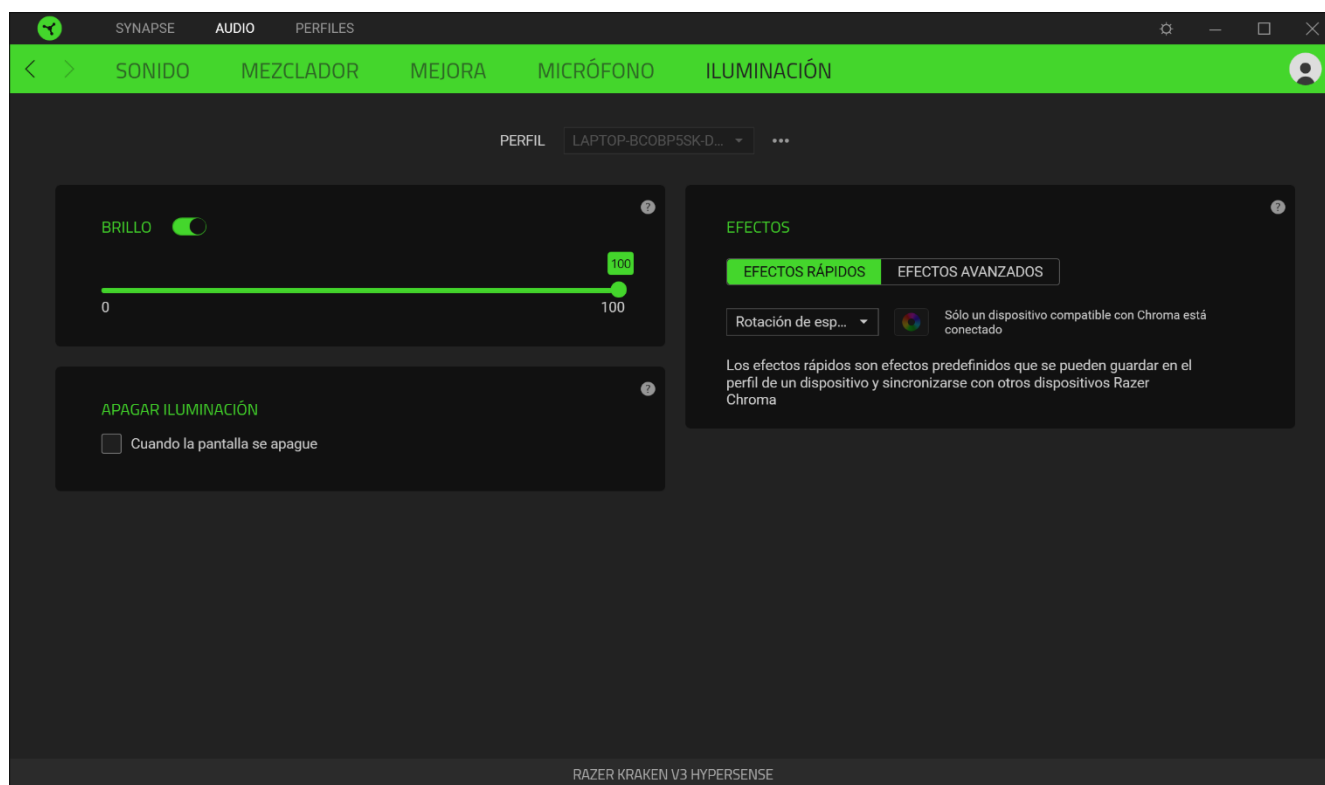 SYNAPSE AUDIO PERFILES
SONIDO MEZCLADOR MEJORA MICRÓFONO ILUMINACIÓN
PERFIL LAPTOP-BCOBP5SK-D...
BRILLO
100
0 100
APAGAR ILUMINACIÓN
Cuando la pantalla se apague
EFECTOS
EFECTOS RÁPIDOS EFECTOS AVANZADOS
Rotación de esp...
Sólo un dispositivo compatible con Chroma está
conectado
Los efectos rápidos son efectos predefinidos que se pueden guardar en el
perfil de un dispositivo y sincronizarse con otros dispositivos Razer
Chroma
RAZER KRAKEN V3 HYPERSENSE